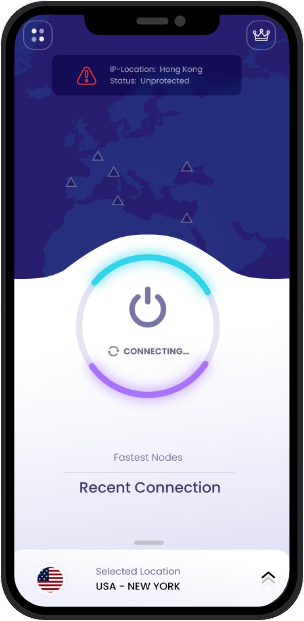 IP-Location: Hong Kong
Status: Unprotected
CONNECTING...
Fastest Nodes
Recent Connection
Selected Location
USA - NEW YORK